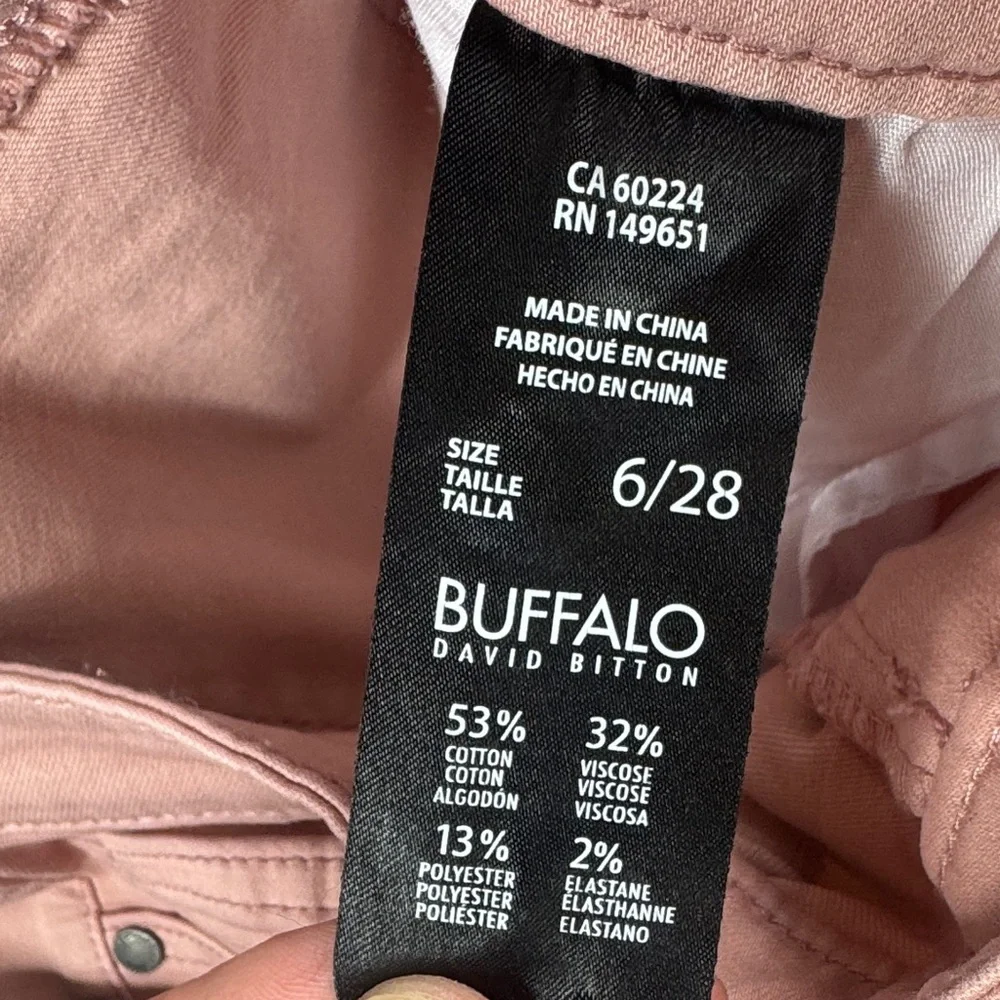 CA 60224
RN 149651
MADE IN CHINA
FABRIQUÉ EN CHINE
HECHO EN CHINA
SIZE
TAILLE
TALLA
6/28
BUFFALO
DAVID BITTON
53%
COTTON
COTON
ALGODÓN
32%
VISCOSE
VISCOSE
VISCOSA
13%
POLYESTER
POLYESTER
POLIÉSTER
2%
ELASTANE
ÉLASTHANNE
ELASTANO